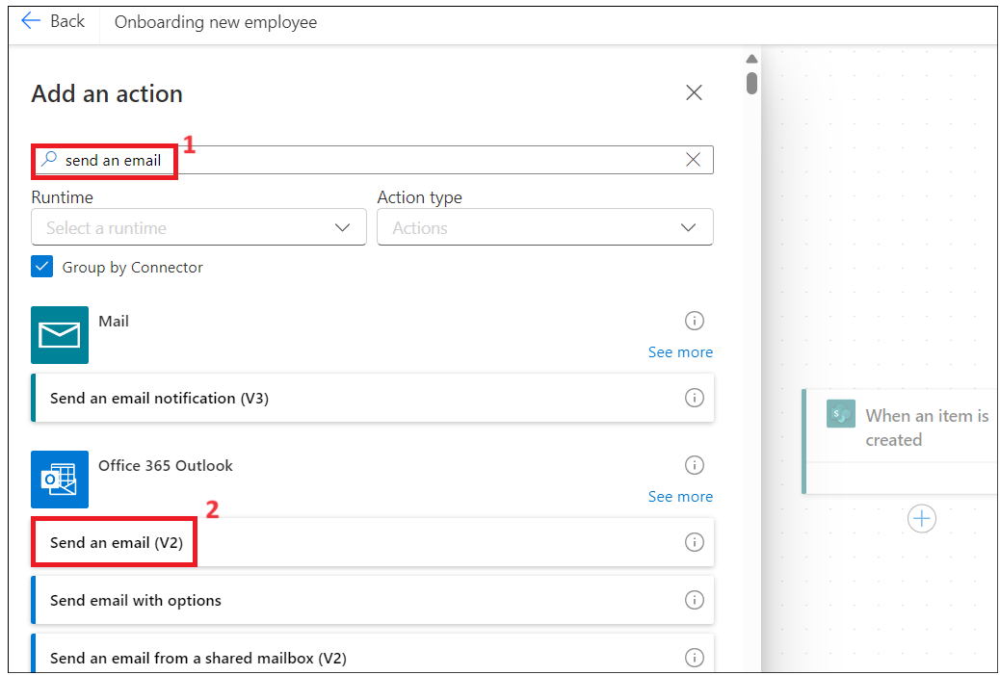 Back
Onboarding new employee
Add an action
1
send an email
Runtime
Action type
Select a runtime
Actions
Group by Connector
Mail
See more
Send an email notification (V3)
Office 365 Outlook
See more
2
Send an email (V2)
Send email with options
Send an email from a shared mailbox (V2)
S
When an item is
created